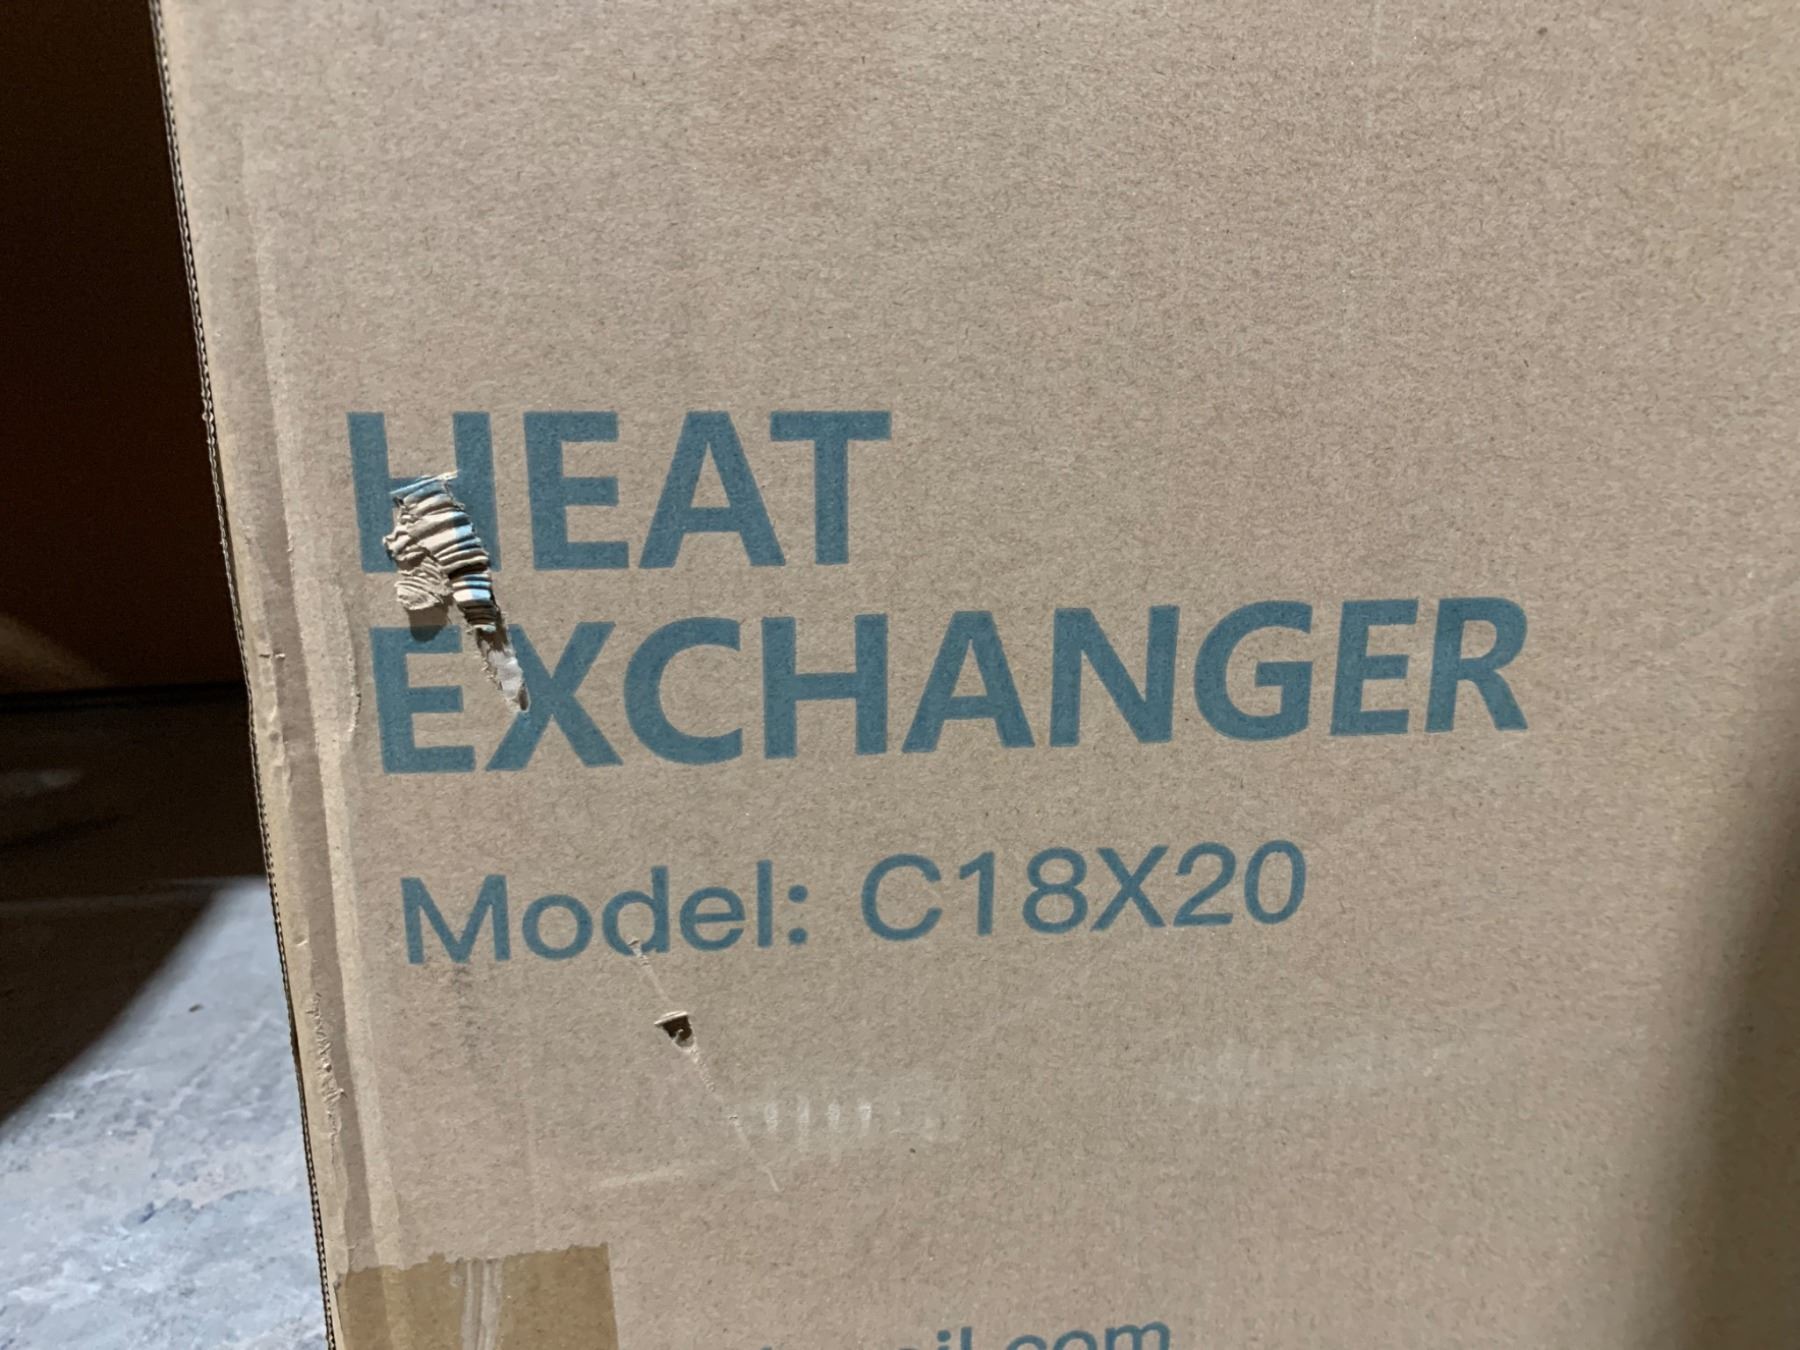 HEAT
EXCHANGER
Model: C18X20